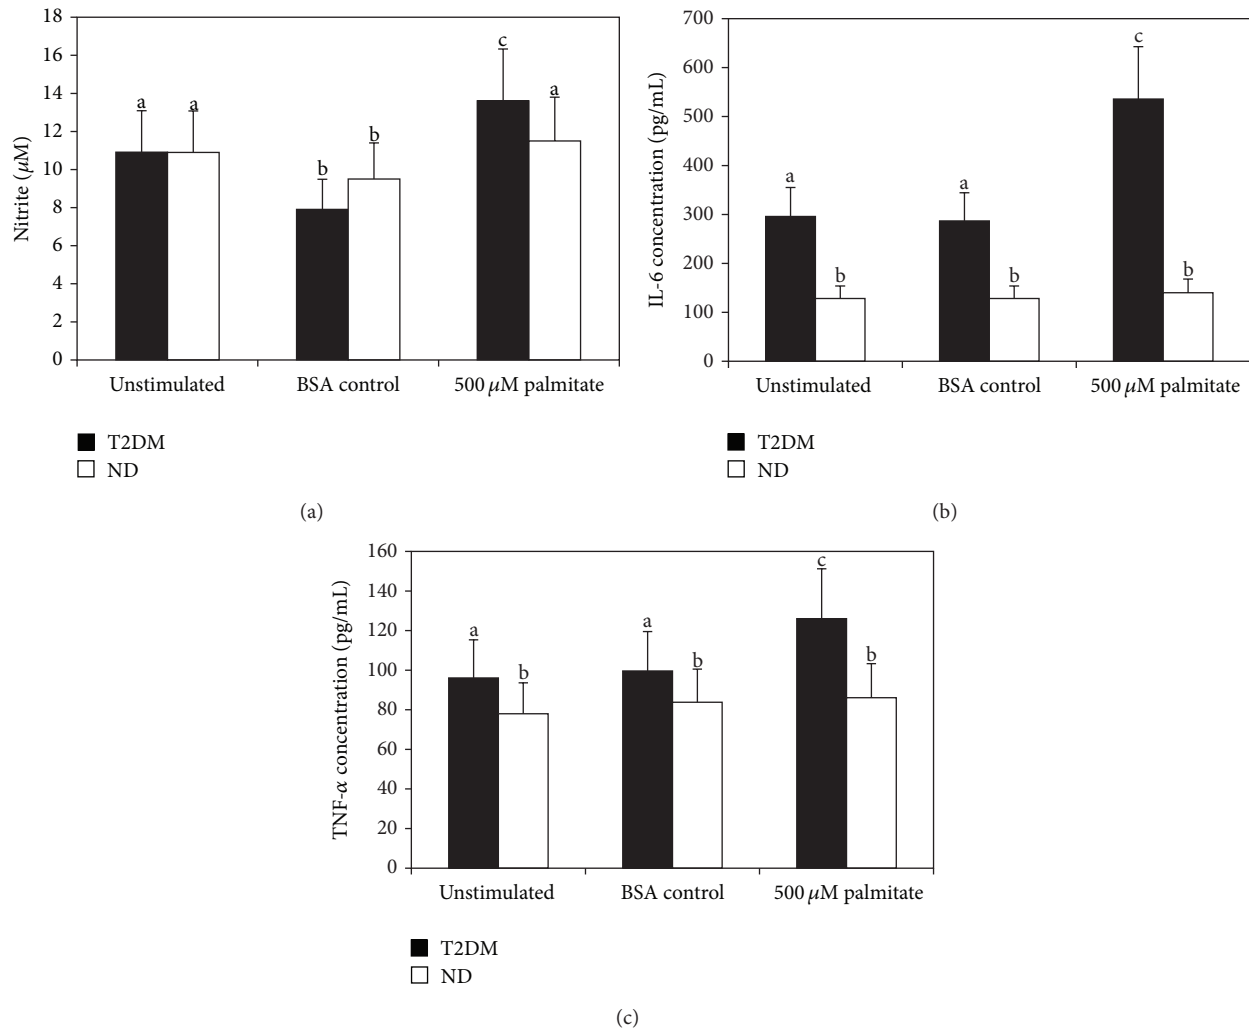 18
16
14
12
10
8
6
4
2
0
Nitrite (μM)
a
a
b
b
c
a
Unstimulated
BSA control
500 μM palmitate
T2DM
ND
(a)
700
600
500
400
300
200
100
0
IL-6 concentration (pg/mL)
a
b
a
b
c
b
Unstimulated
BSA control
500 μM palmitate
T2DM
ND
(b)
160
140
120
100
80
60
40
20
0
TNF-α concentration (pg/mL)
a
b
a
b
c
b
Unstimulated
BSA control
500 μM palmitate
T2DM
ND
(c)